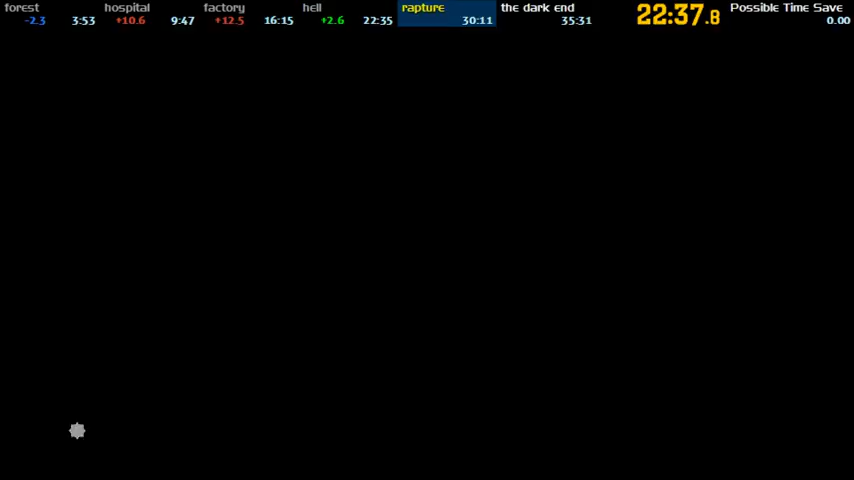 forest hospital factory hell rapture the dark end 22:37.8 Possible Time Save
-2.3 3:53 +10.6 9:47 +12.5 16:15 +2.6 22:35 30:11 35:31 0.00